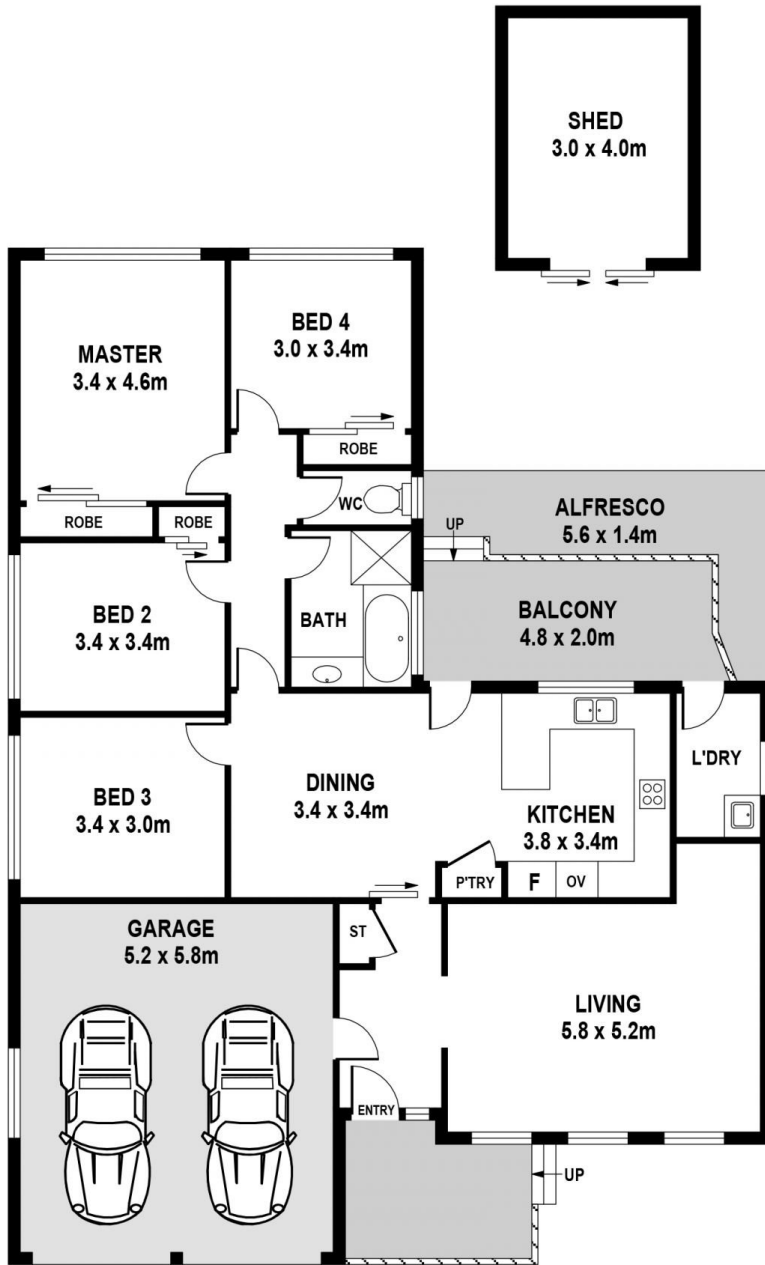 SHED
3.0 x 4.0m
MASTER
3.4 x 4.6m
BED 4
3.0 x 3.4m
ROBE
ROBE
ROBE
WC
ALFRESCO
5.6 x 1.4m
UP
BED 2
3.4 x 3.4m
BATH
BALCONY
4.8 x 2.0m
BED 3
3.4 x 3.0m
DINING
3.4 x 3.4m
KITCHEN
3.8 x 3.4m
L'DRY
P'TRY
F
OV
GARAGE
5.2 x 5.8m
ST
LIVING
5.8 x 5.2m
ENTRY
UP